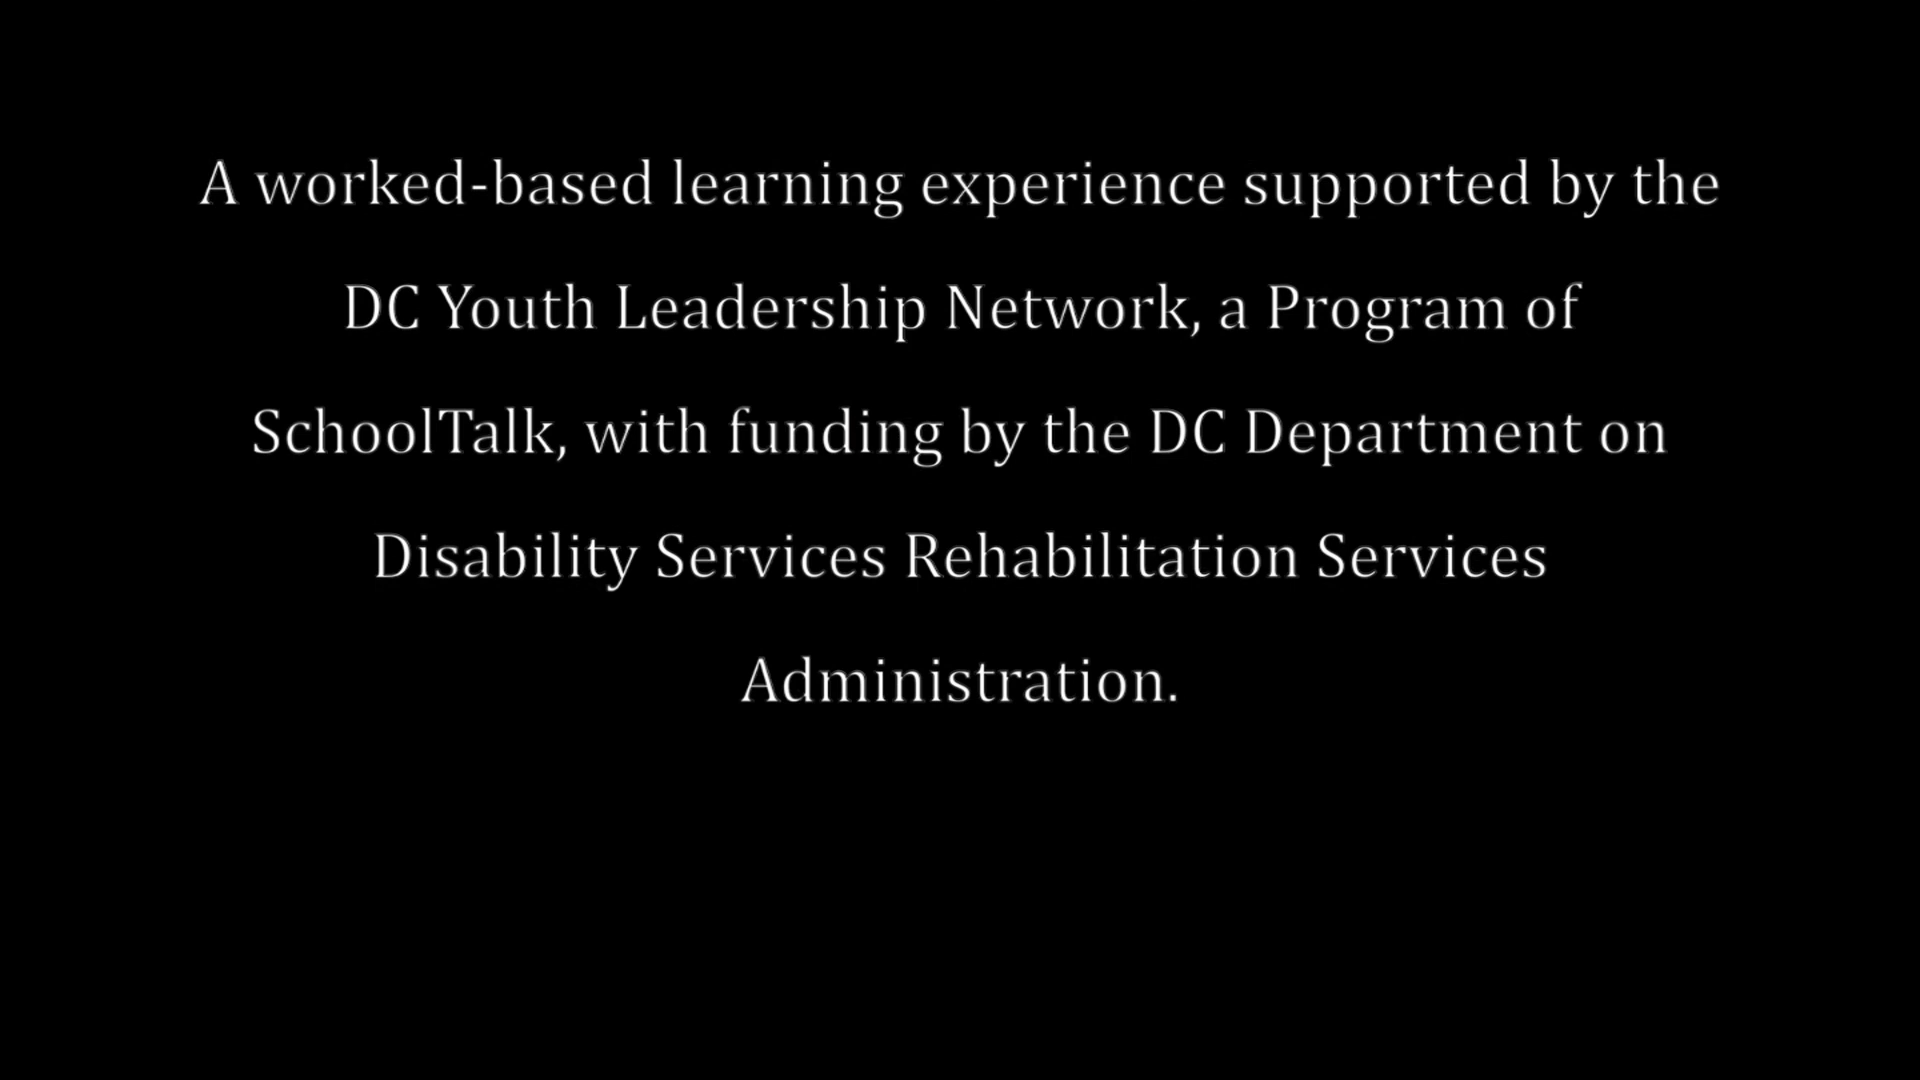 A worked-based learning experience supported by the
DC Youth Leadership Network, a Program of
SchoolTalk, with funding by the DC Department on
Disability Services Rehabilitation Services
Administration.